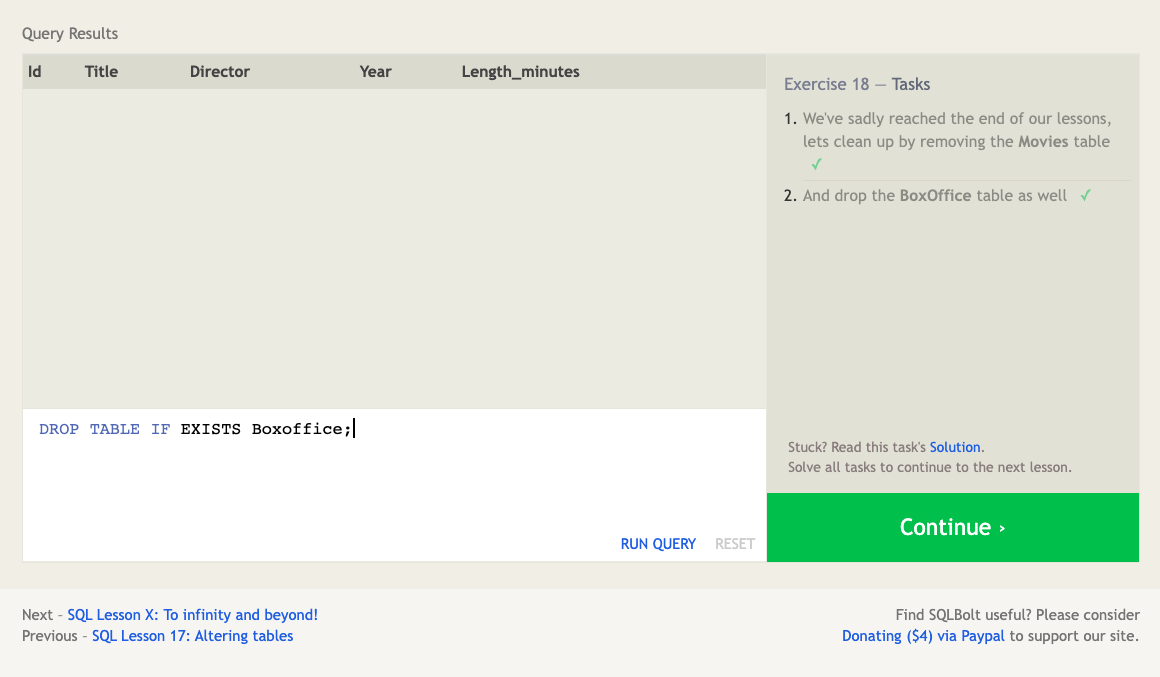 Query Results
Id Title Director Year Length_minutes
Exercise 18 — Tasks
1. We've sadly reached the end of our lessons,
lets clean up by removing the Movies table
✓
2. And drop the BoxOffice table as well ✓
DROP TABLE IF EXISTS Boxoffice;
RUN QUERY RESET
Stuck? Read this task's Solution.
Solve all tasks to continue to the next lesson.
Continue ›
Next – SQL Lesson X: To infinity and beyond!
Previous – SQL Lesson 17: Altering tables
Find SQLBolt useful? Please consider
Donating ($4) via Paypal to support our site.